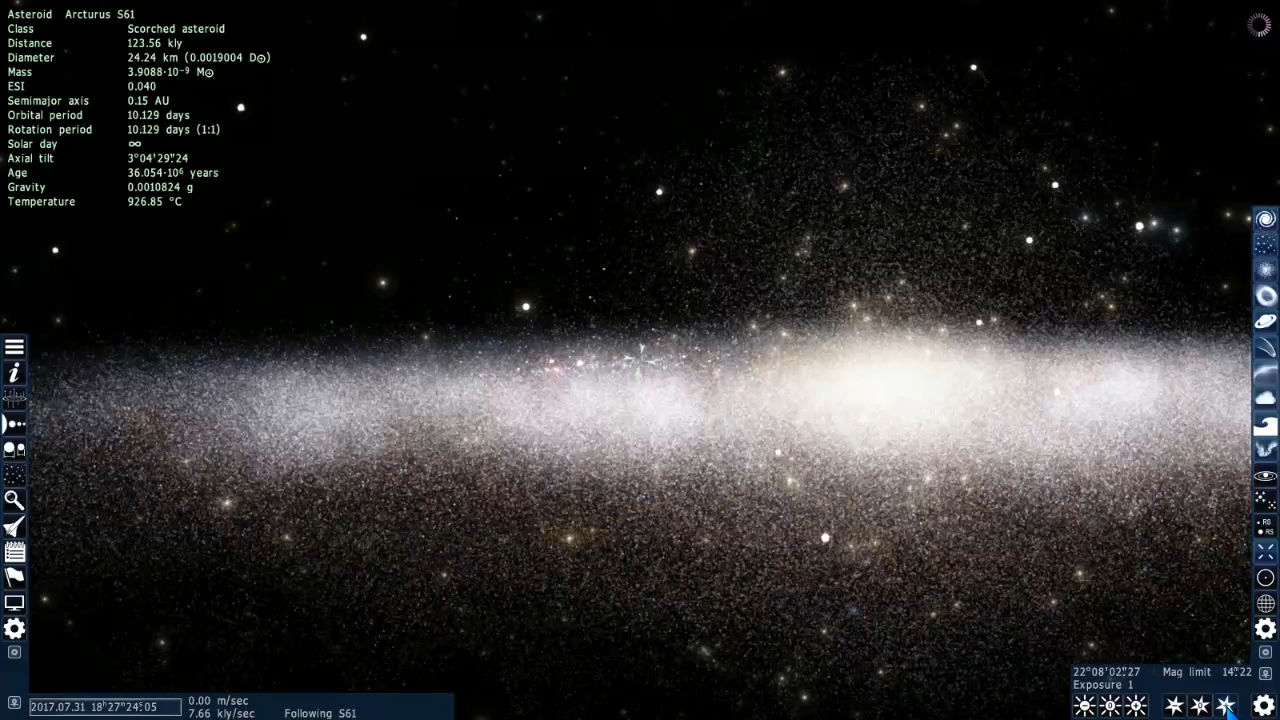 Asteroid Arcturus S61
Class Scorched asteroid
Distance 123.56 kly
Diameter 24.24 km (0.0019004 D⊙)
Mass 3.9088·10⁻⁹ M⊙
ESI 0.040
Semimajor axis 0.15 AU
Orbital period 10.129 days
Rotation period 10.129 days (1:1)
Solar day ∞
Axial tilt 3°04'29".24
Age 36.054·10⁶ years
Gravity 0.0010824 g
Temperature 926.85 °C
RS
RS
22°08'02".27 Mag limit 14ᵐ.22
Exposure 1
2017.07.31 18ʰ27ᵐ24ˢ.05
0.00 m/sec
7.66 kly/sec Following S61